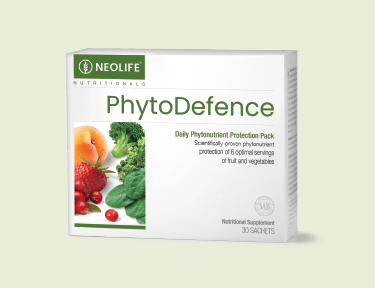 NEOLIFE
NUTRITIONALS
PhytoDefence
Daily Phytonutrient Protection Pack
Scientifically proven phytonutrient
protection of 6 optimal servings
of fruit and vegetables
SAB
Nutritional Supplement
30 SACHETS